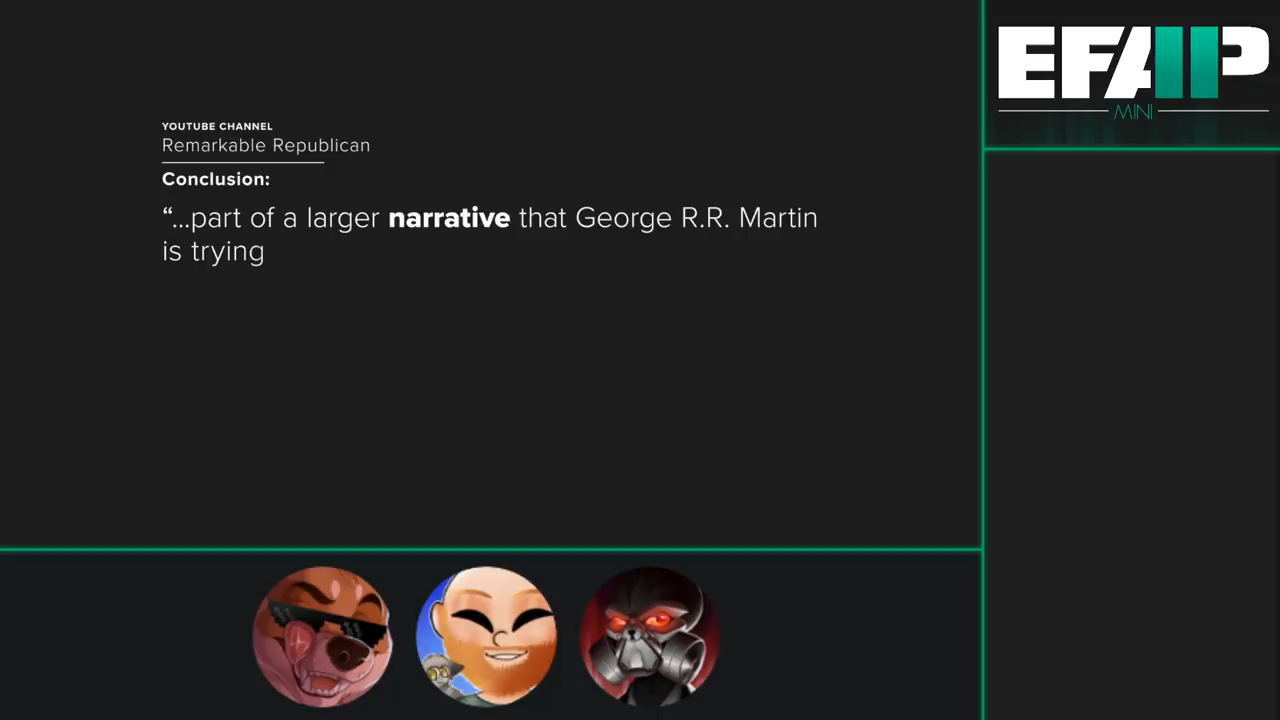 EFAP
MINI
YOUTUBE CHANNEL
Remarkable Republican
Conclusion:
“...part of a larger narrative that George R.R. Martin
is trying